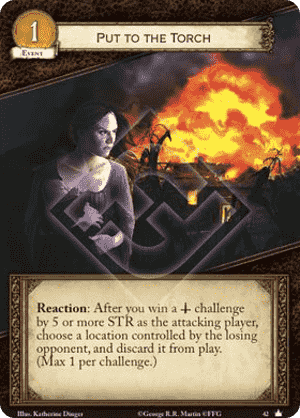 1
PUT TO THE TORCH
EVENT
Reaction: After you win a challenge
by 5 or more STR as the attacking player,
choose a location controlled by the losing
opponent, and discard it from play.
(Max 1 per challenge.)
Illus. Katherine Dinger ©George R.R. Martin ©FFG 42